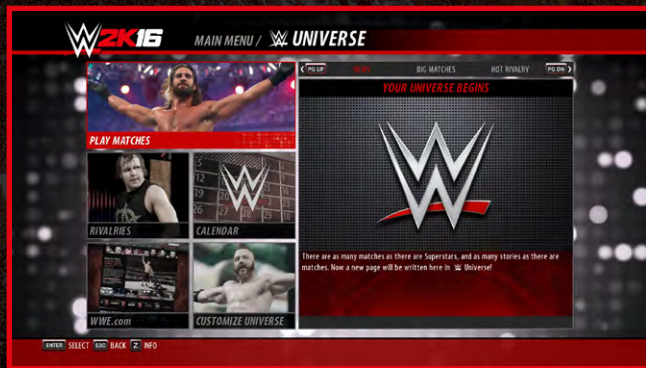 W 2K16 MAIN MENU / W UNIVERSE
PG UP NEWS BIG MATCHES HOT RIVALRY PG DN
YOUR UNIVERSE BEGINS
PLAY MATCHES
RIVALRIES
CALENDAR
There are as many matches as there are Superstars, and as many stories as there are
matches. Now a new page will be written here in W Universe!
WWE.com
CUSTOMIZE UNIVERSE
ENTER SELECT ESC BACK Z INFO